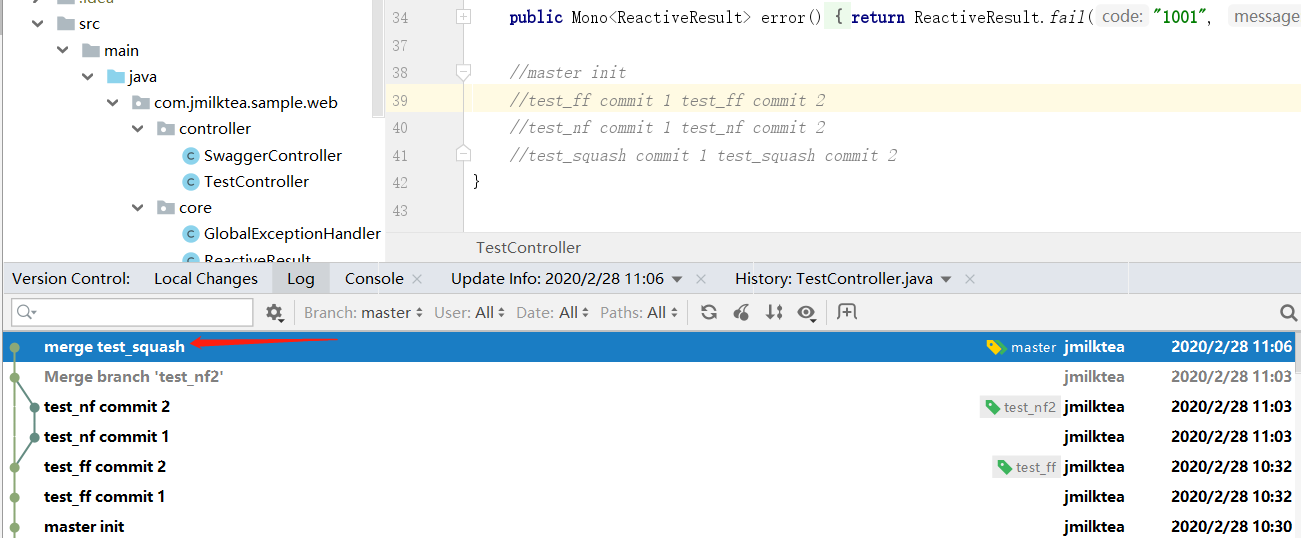 .idea
src
main
java
com.jmilktea.sample.web
controller
SwaggerController
TestController
core
GlobalExceptionHandler
ReactiveResult
34 public Mono<ReactiveResult> error() { return ReactiveResult.fail( code: "1001", message
37
38 //master init
39 //test_ff commit 1 test_ff commit 2
40 //test_nf commit 1 test_nf commit 2
41 //test_squash commit 1 test_squash commit 2
42 }
43
TestController
Version Control: Local Changes Log Console Update Info: 2020/2/28 11:06 History: TestController.java
Branch: master User: All Date: All Paths: All
merge test_squash master jmilktea 2020/2/28 11:06
Merge branch 'test_nf2' jmilktea 2020/2/28 11:03
test_nf commit 2 test_nf2 jmilktea 2020/2/28 11:03
test_nf commit 1 jmilktea 2020/2/28 11:03
test_ff commit 2 test_ff jmilktea 2020/2/28 10:32
test_ff commit 1 jmilktea 2020/2/28 10:32
master init jmilktea 2020/2/28 10:30